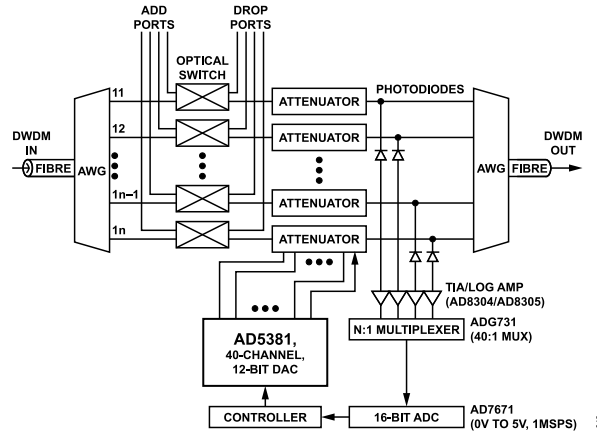 ADD
PORTS
DROP
PORTS
OPTICAL
SWITCH
PHOTODIODES
11
ATTENUATOR
12
ATTENUATOR
DWDM
IN
FIBRE
AWG
AWG
DWDM
OUT
FIBRE
1n–1
ATTENUATOR
1n
ATTENUATOR
TIA/LOG AMP
(AD8304/AD8305)
N:1 MULTIPLEXER
ADG731
(40:1 MUX)
AD5381,
40-CHANNEL,
12-BIT DAC
CONTROLLER
16-BIT ADC
AD7671
(0V TO 5V, 1MSPS)